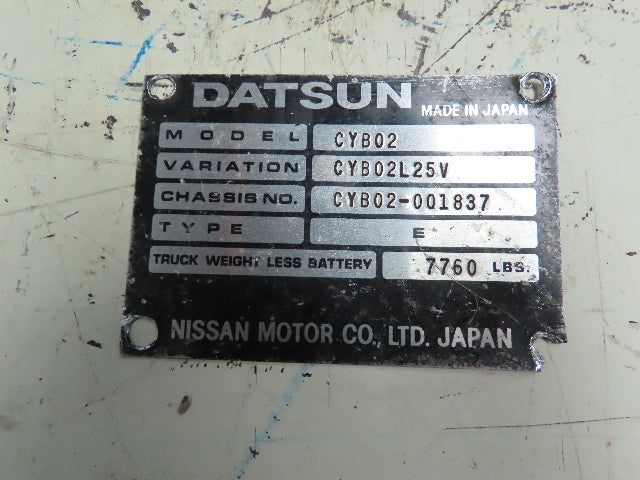 DATSUN MADE IN JAPAN
MODEL CYB02
VARIATION CYB02L25V
CHASSIS NO. CYB02-001837
TYPE E
TRUCK WEIGHT LESS BATTERY 7760 LBS.
NISSAN MOTOR CO., LTD. JAPAN